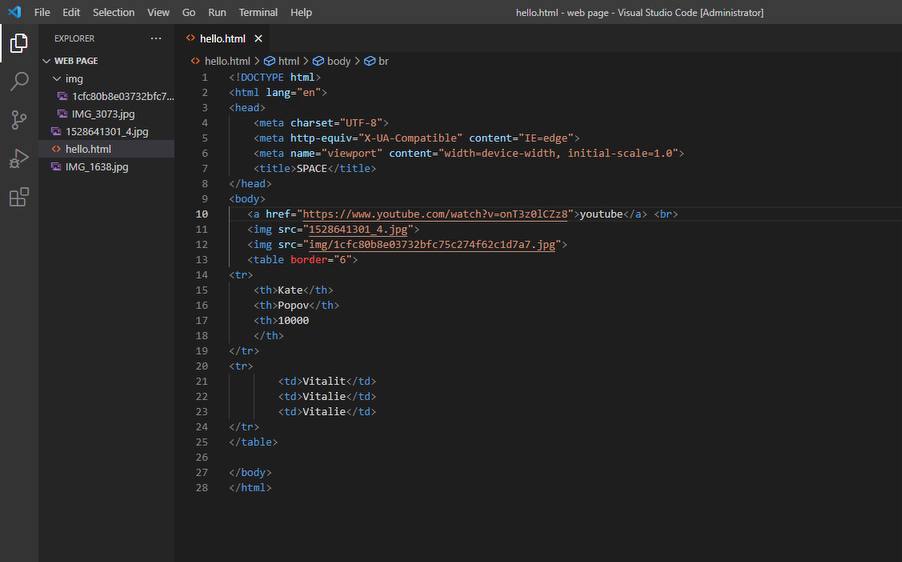 File Edit Selection View Go Run Terminal Help hello.html - web page - Visual Studio Code [Administrator]
EXPLORER ...
hello.html
WEB PAGE
img
1cfc80b8e03732bfc7...
IMG_3073.jpg
1528641301_4.jpg
hello.html
IMG_1638.jpg
hello.html > html > body > br
1 <!DOCTYPE html>
2 <html lang="en">
3 <head>
4 <meta charset="UTF-8">
5 <meta http-equiv="X-UA-Compatible" content="IE=edge">
6 <meta name="viewport" content="width=device-width, initial-scale=1.0">
7 <title>SPACE</title>
8 </head>
9 <body>
10 <a href="https://www.youtube.com/watch?v=onT3z0lCZz8">youtube</a> <br>
11 <img src="1528641301_4.jpg">
12 <img src="img/1cfc80b8e03732bfc75c274f62c1d7a7.jpg">
13 <table border="6">
14 <tr>
15 <th>Kate</th>
16 <th>Popov</th>
17 <th>10000
18 </th>
19 </tr>
20 <tr>
21 <td>Vitalit</td>
22 <td>Vitalie</td>
23 <td>Vitalie</td>
24 </tr>
25 </table>
26
27 </body>
28 </html>